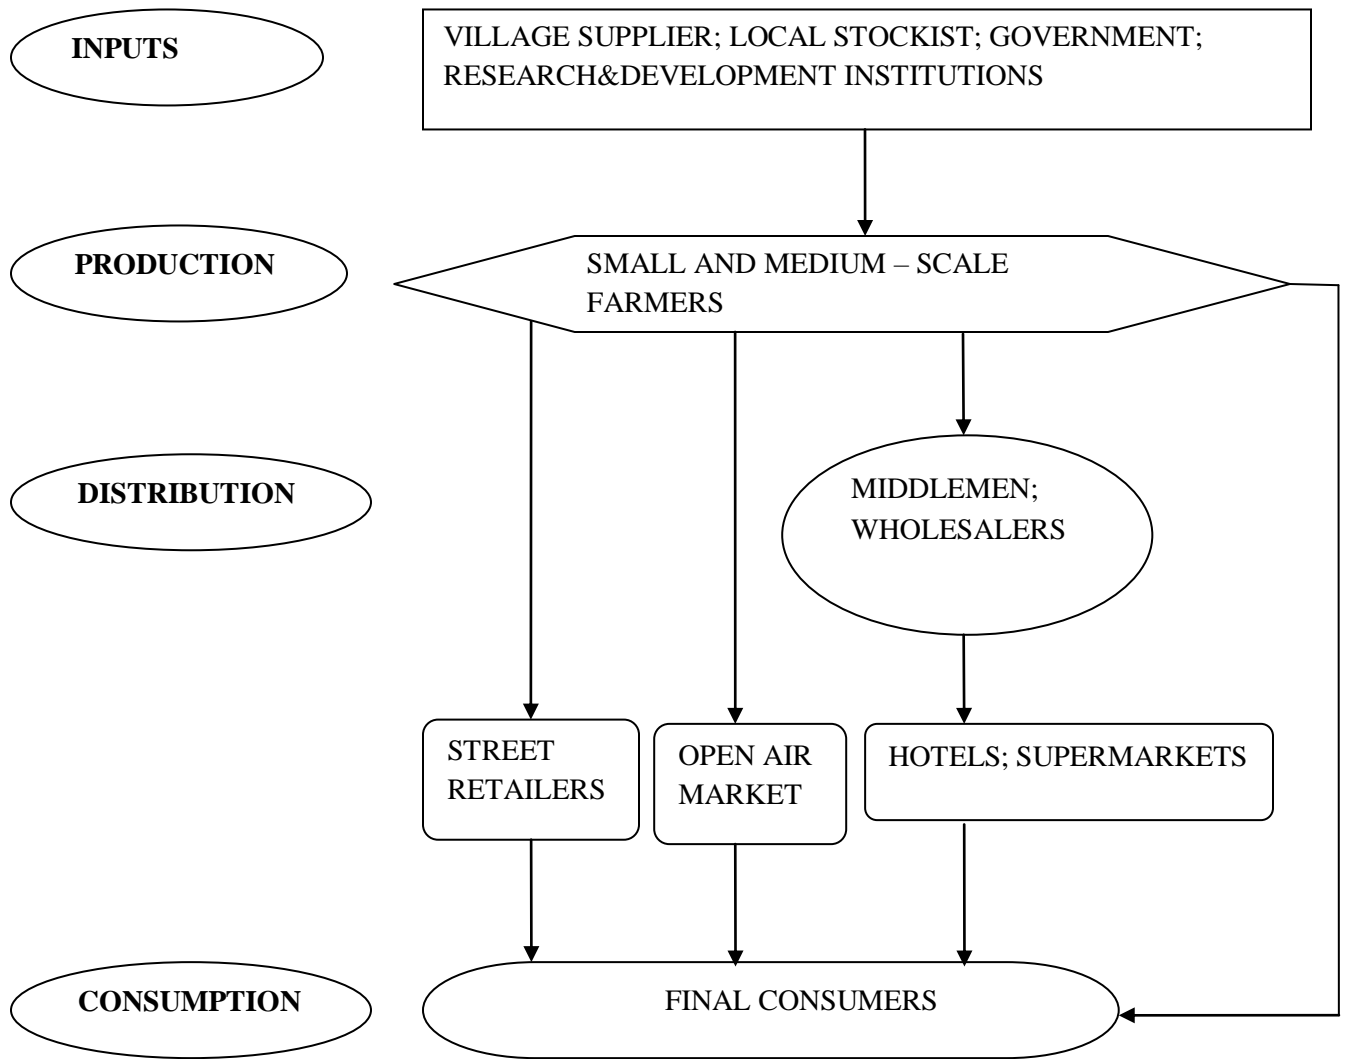 INPUTS
VILLAGE SUPPLIER; LOCAL STOCKIST; GOVERNMENT;
RESEARCH&DEVELOPMENT INSTITUTIONS
PRODUCTION
SMALL AND MEDIUM – SCALE
FARMERS
DISTRIBUTION
MIDDLEMEN;
WHOLESALERS
STREET
RETAILERS
OPEN AIR
MARKET
HOTELS; SUPERMARKETS
CONSUMPTION
FINAL CONSUMERS